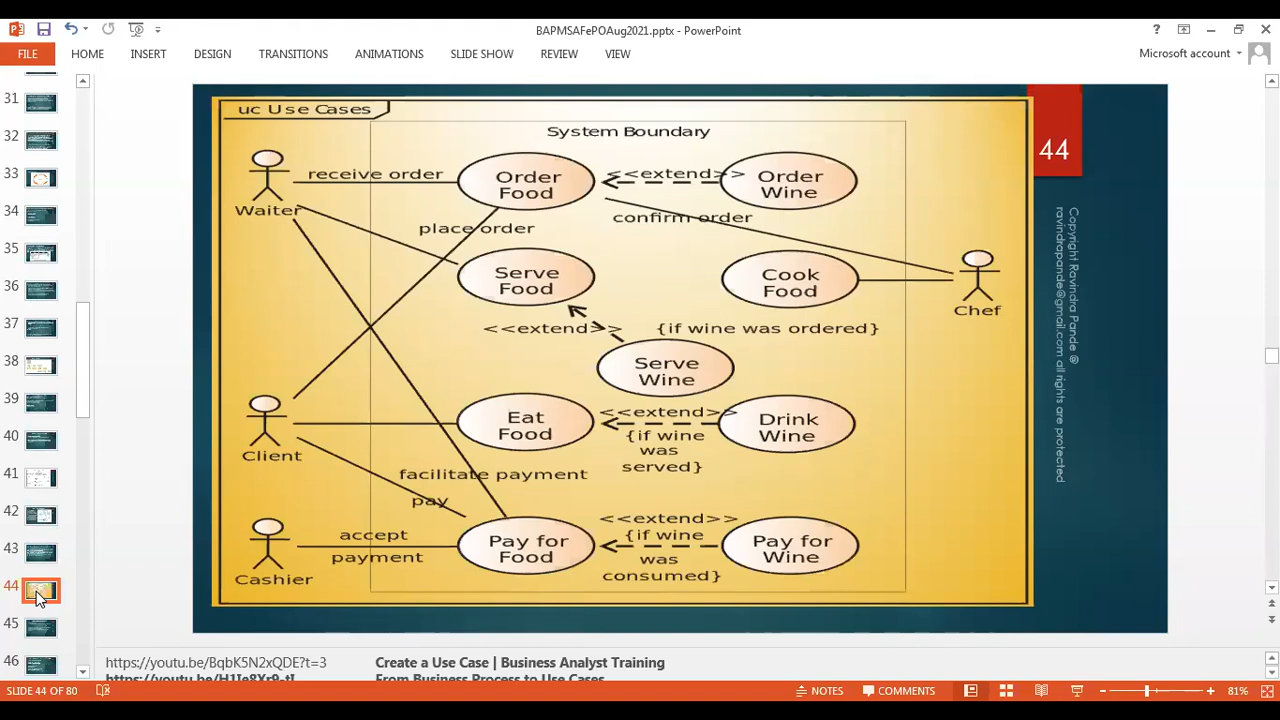 BAPMSAFePOAug2021.pptx - PowerPoint
FILE HOME INSERT DESIGN TRANSITIONS ANIMATIONS SLIDE SHOW REVIEW VIEW
Microsoft account
31
32
33
34
35
36
37
38
39
40
41
42
43
44
45
46
uc Use Cases
System Boundary
44
Waiter
receive order
Order
Food
<<extend>>
Order
Wine
confirm order
place order
Serve
Food
Cook
Food
Chef
<<extend>>
{if wine was ordered}
Serve
Wine
Client
Eat
Food
<<extend>>
{if wine
was
served}
Drink
Wine
facilitate payment
pay
Cashier
accept
payment
Pay for
Food
<<extend>>
{if wine
was
consumed}
Pay for
Wine
Copyright Ravindra Pande @
ravindrapande@gmail.com all rights are protected
https://youtu.be/BqbK5N2xQDE?t=3 Create a Use Case | Business Analyst Training
From Business Process to Use Cases
SLIDE 44 OF 80
NOTES
COMMENTS
81%